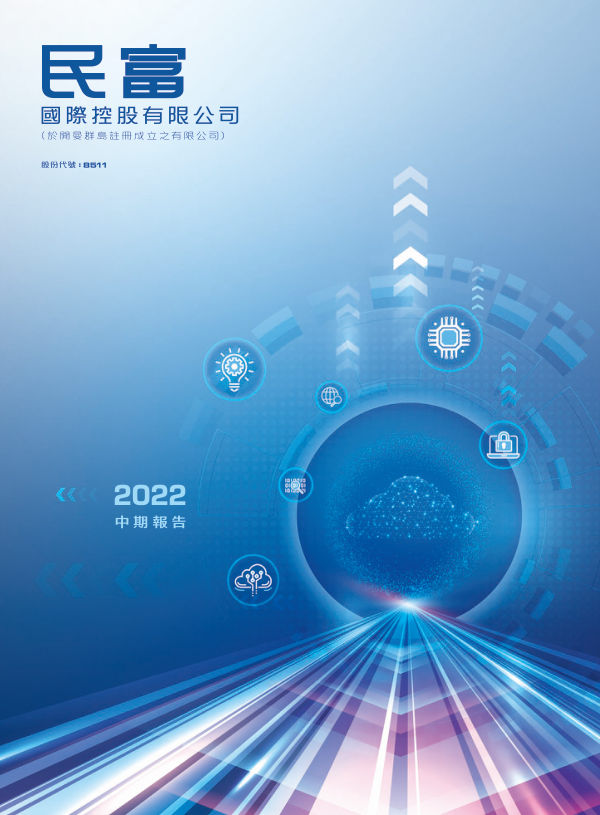 民富
國際控股有限公司
(於開曼群島註冊成立之有限公司)
股份代號：8511
2022
中期報告